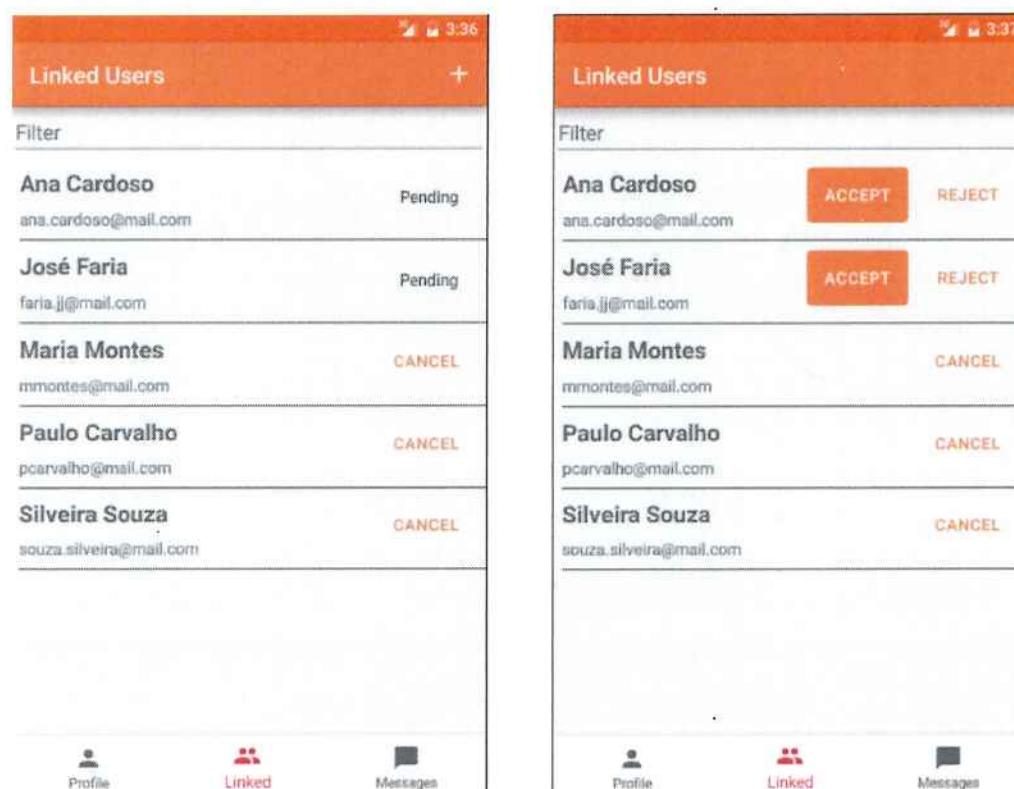 3:36
Linked Users +
Filter
Ana Cardoso
Pending
ana.cardoso@mail.com
José Faria
Pending
faria.jj@mail.com
Maria Montes
CANCEL
mmontes@mail.com
Paulo Carvalho
CANCEL
pcarvalho@mail.com
Silveira Souza
CANCEL
souza.silveira@mail.com
Profile Linked Messages
3:37
Linked Users
Filter
Ana Cardoso
ACCEPT REJECT
ana.cardoso@mail.com
José Faria
ACCEPT REJECT
faria.jj@mail.com
Maria Montes
CANCEL
mmontes@mail.com
Paulo Carvalho
CANCEL
pcarvalho@mail.com
Silveira Souza
CANCEL
souza.silveira@mail.com
Profile Linked Messages